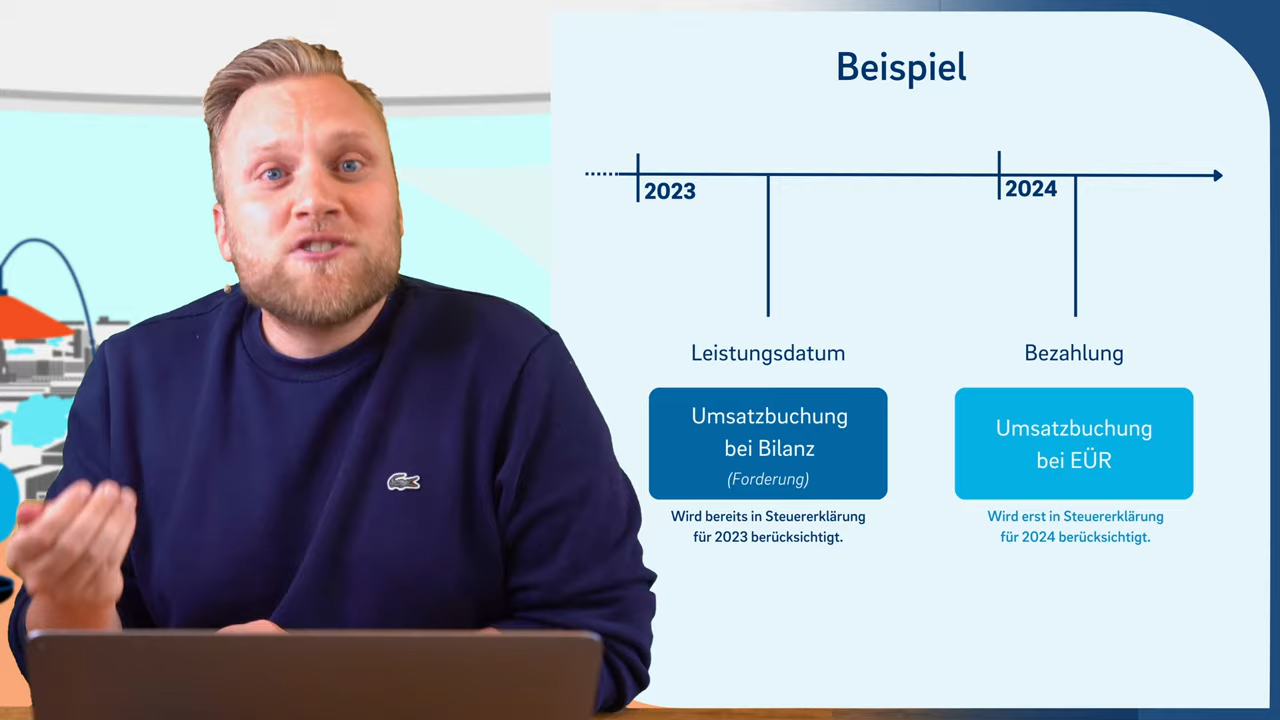 Beispiel
2023
2024
Leistungsdatum
Bezahlung
Umsatzbuchung
bei Bilanz
(Forderung)
Umsatzbuchung
bei EÜR
Wird bereits in Steuererklärung
für 2023 berücksichtigt.
Wird erst in Steuererklärung
für 2024 berücksichtigt.